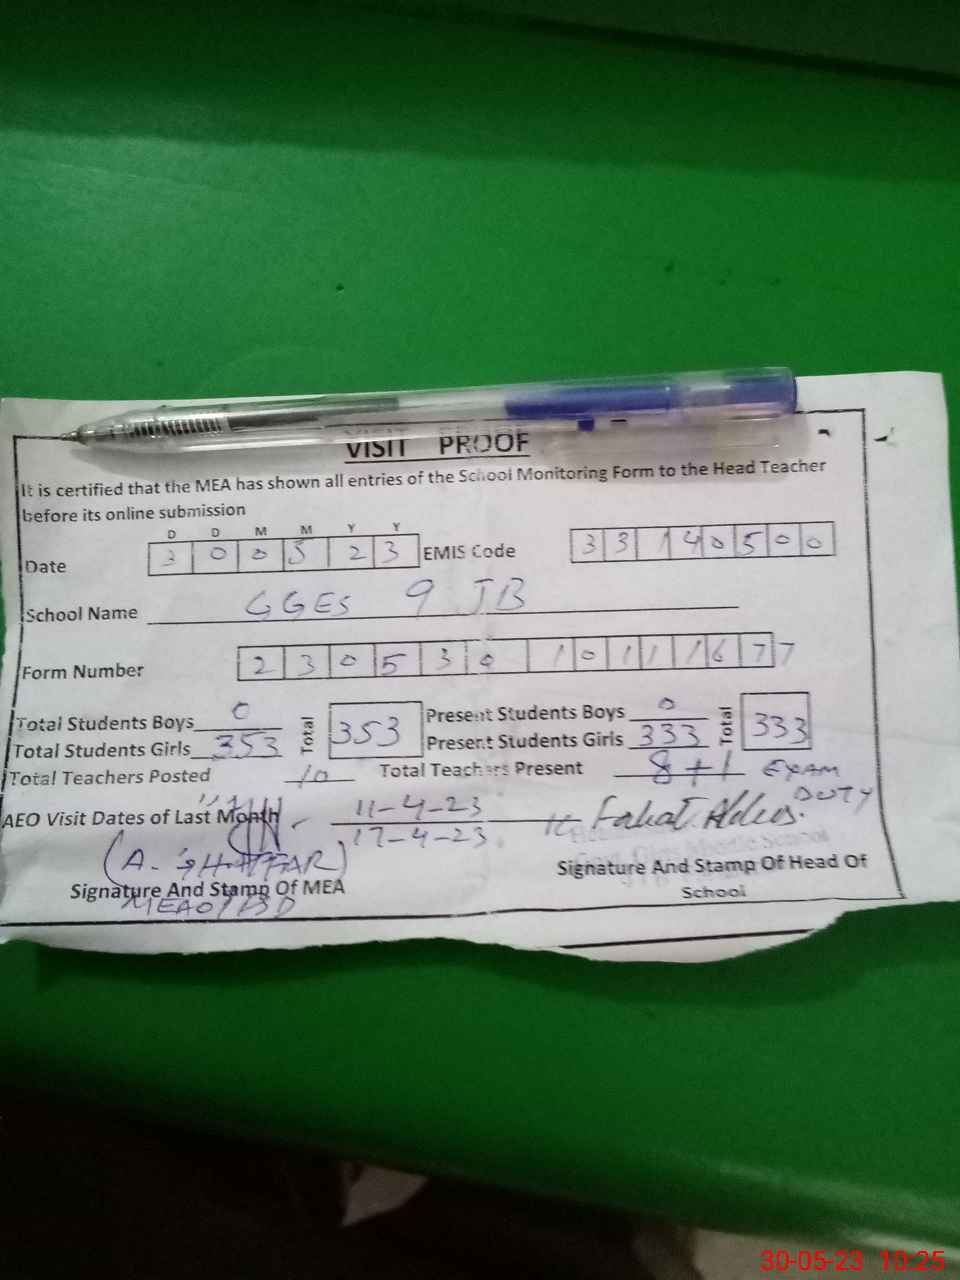 VISIT PROOF
It is certified that the MEA has shown all entries of the School Monitoring Form to the Head Teacher
before its online submission
D D M M Y Y
Date 3 0 0 5 2 3 EMIS Code 3 3 1 4 0 5 0 0
School Name GGES 9 JB
Form Number 2 3 0 5 3 0 1 0 1 1 1 6 7 7
Total Students Boys 0 Total 353 Present Students Boys 0 Total 333
Total Students Girls 353 Present Students Girls 333
Total Teachers Posted 10 Total Teachers Present 8+1 EXAM
DUTY
AEO Visit Dates of Last Month 11-4-23
17-4-23
(A. GHAFFAR)
Signature And Stamp Of MEA
Signature And Stamp Of Head Of
School
30-05-23 10:25